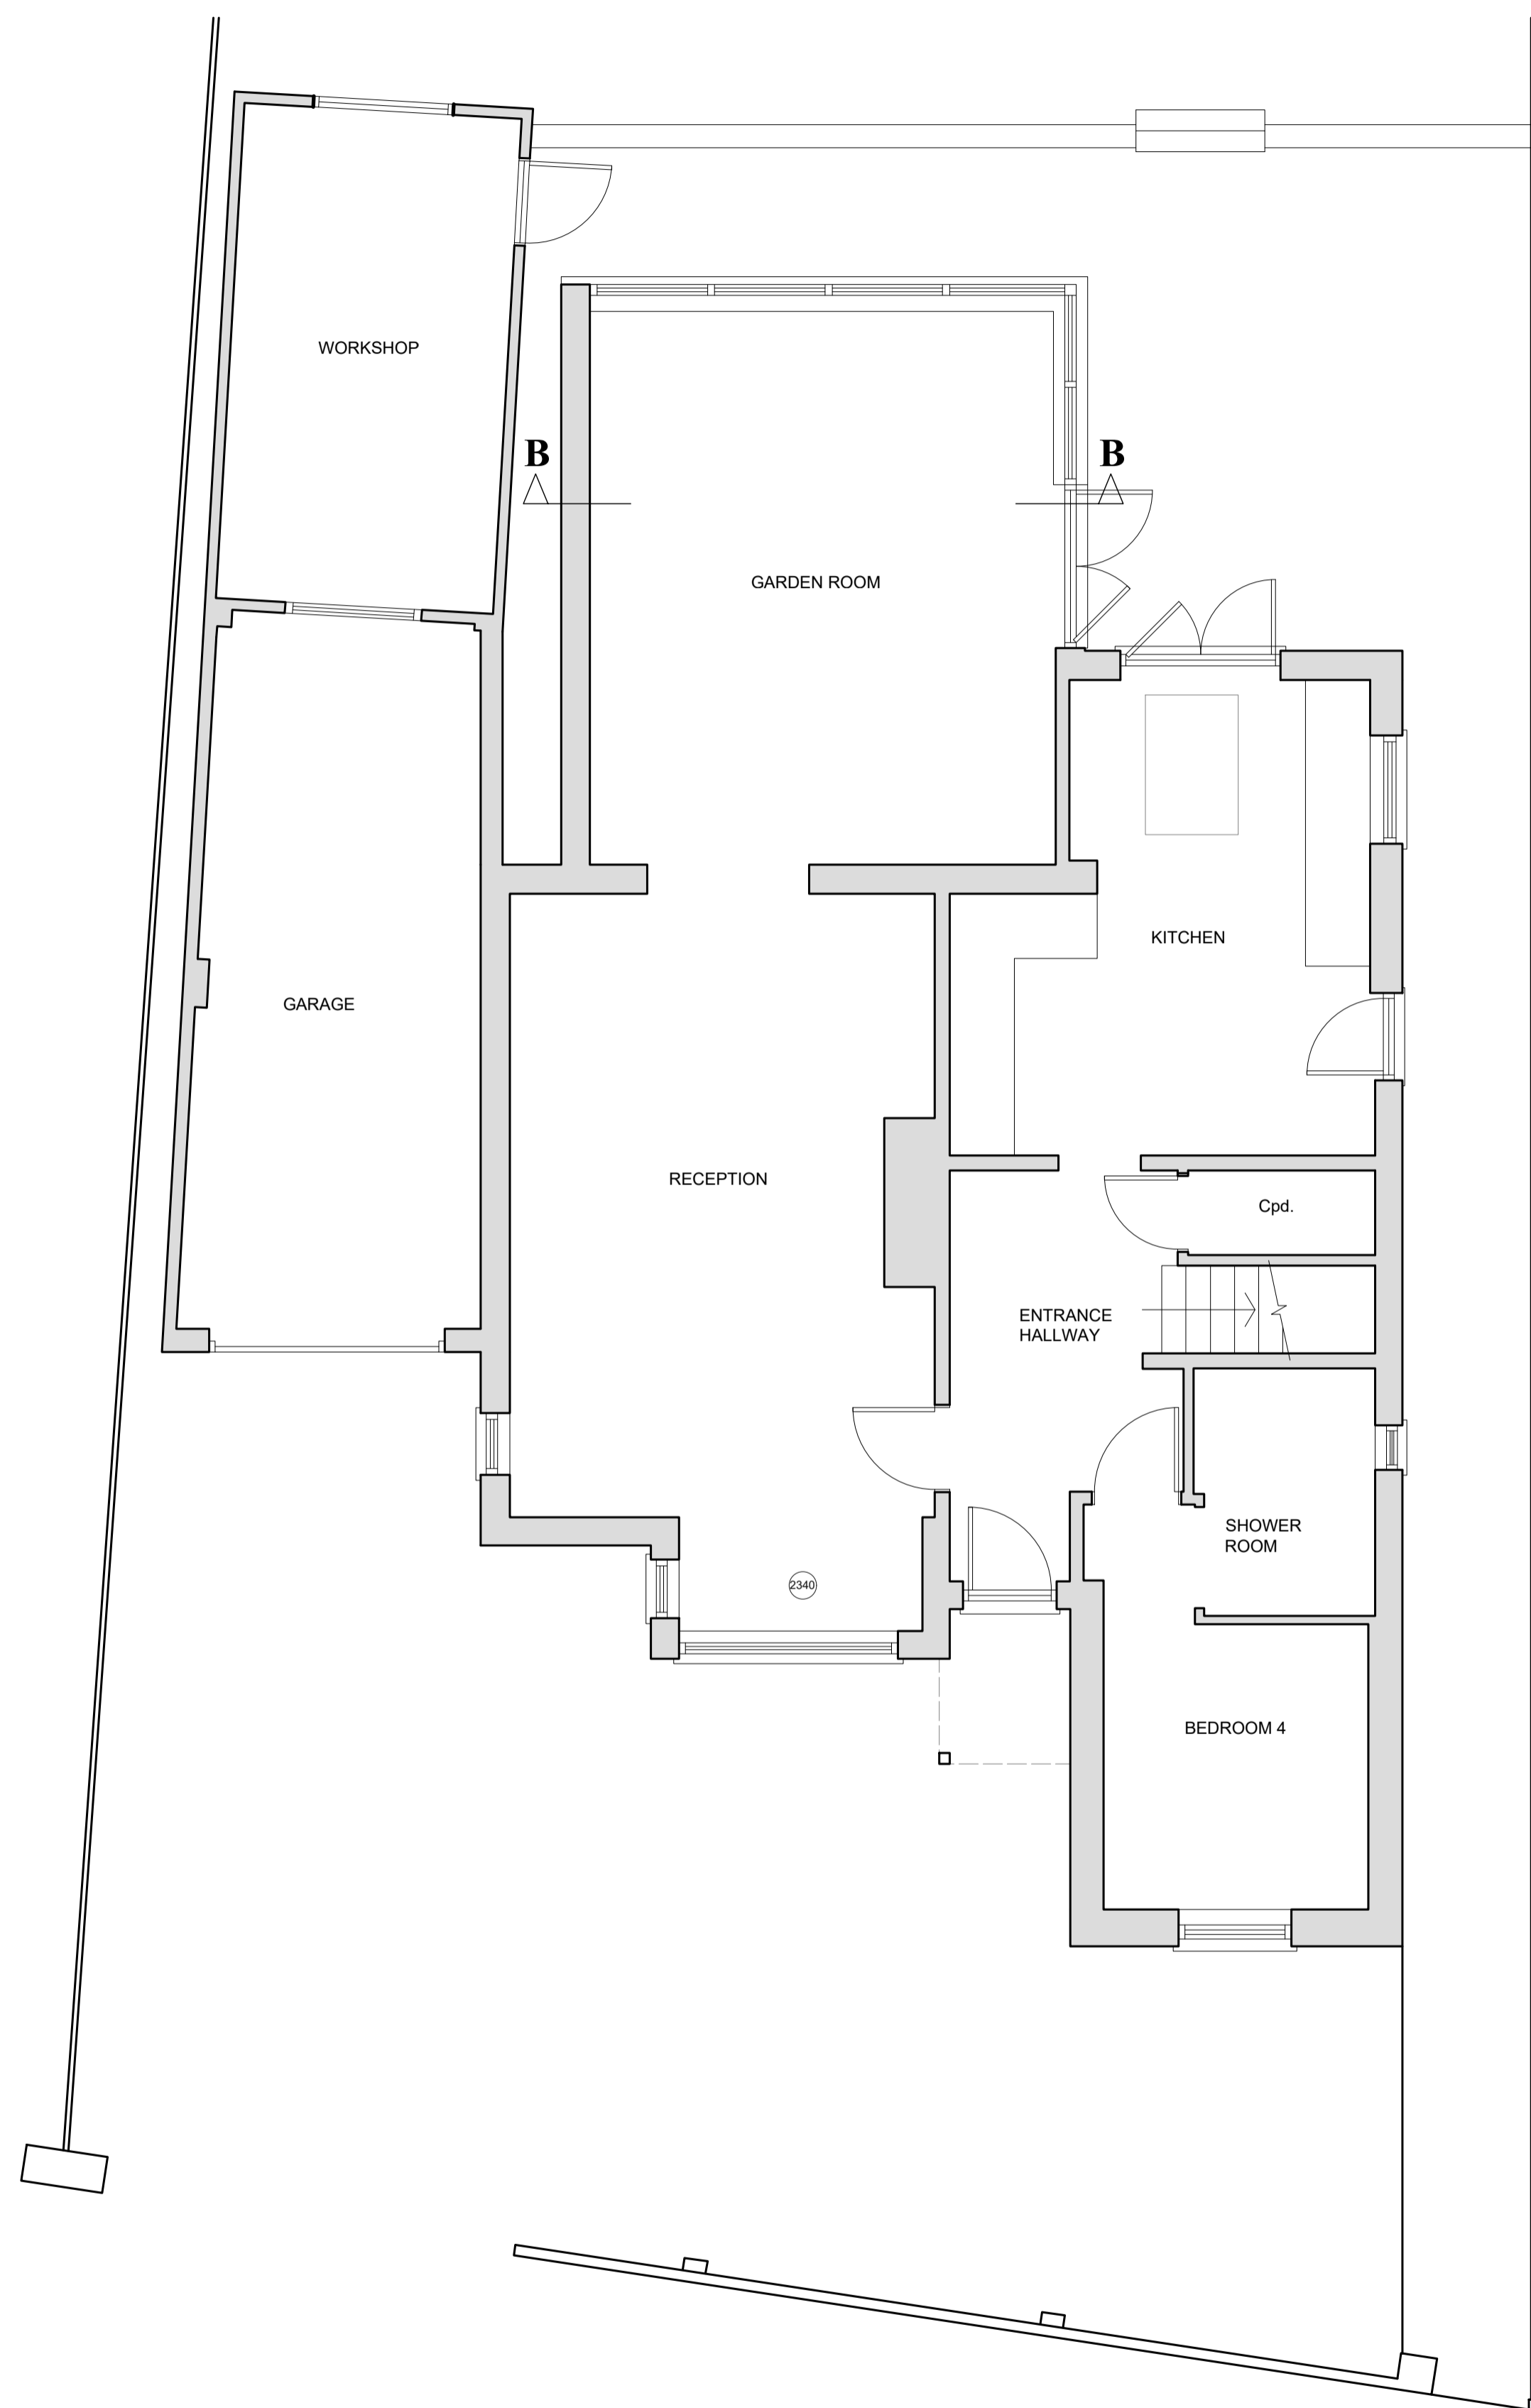 WORKSHOP
B
B
GARDEN ROOM
KITCHEN
GARAGE
RECEPTION
Cpd.
ENTRANCE
HALLWAY
SHOWER
ROOM
2340
BEDROOM 4